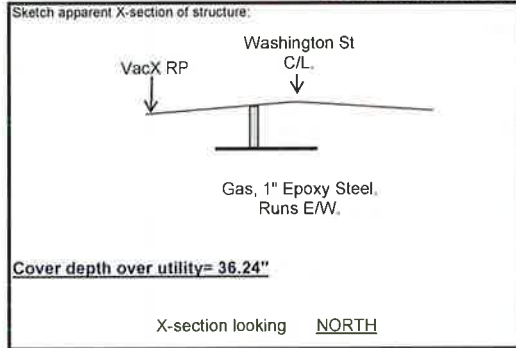 Sketch apparent X-section of structure:
Washington St
C/L.
VacX RP
Gas, 1" Epoxy Steel.
Runs E/W.
Cover depth over utility= 36.24"
X-section looking NORTH